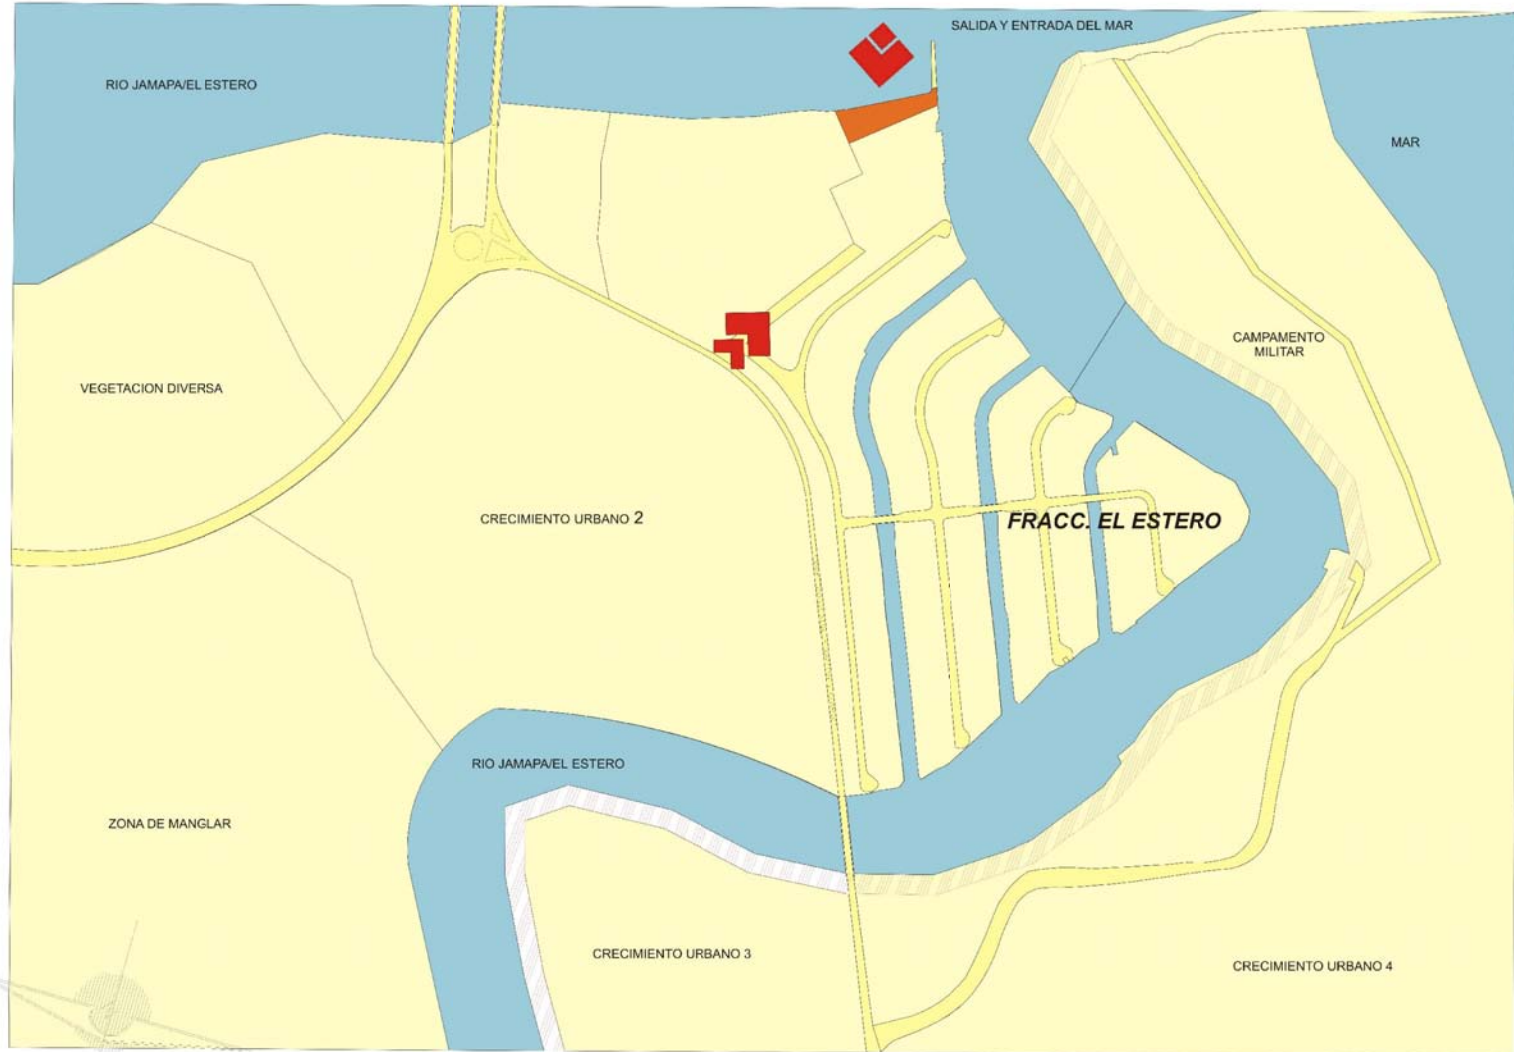 SALIDA Y ENTRADA DEL MAR
RIO JAMAPA/EL ESTERO
MAR
CAMPAMENTO
MILITAR
VEGETACION DIVERSA
CRECIMIENTO URBANO 2
FRACC. EL ESTERO
RIO JAMAPA/EL ESTERO
ZONA DE MANGLAR
CRECIMIENTO URBANO 3
CRECIMIENTO URBANO 4